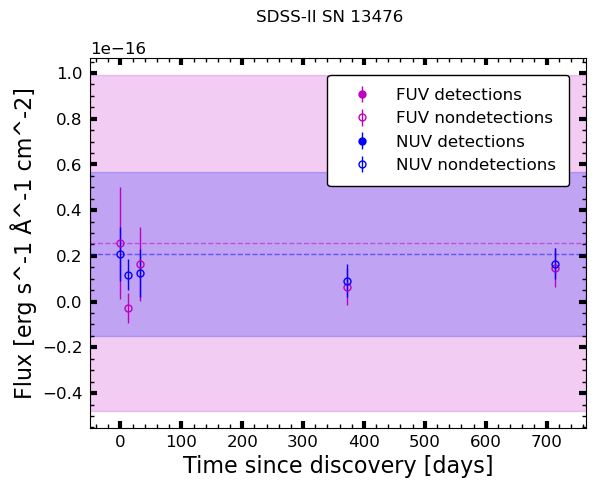 SDSS-II SN 13476
1e−16
1.0
0.8
0.6
0.4
0.2
0.0
−0.2
−0.4
Flux [erg s^-1 Å^-1 cm^-2]
FUV detections
FUV nondetections
NUV detections
NUV nondetections
0 100 200 300 400 500 600 700
Time since discovery [days]